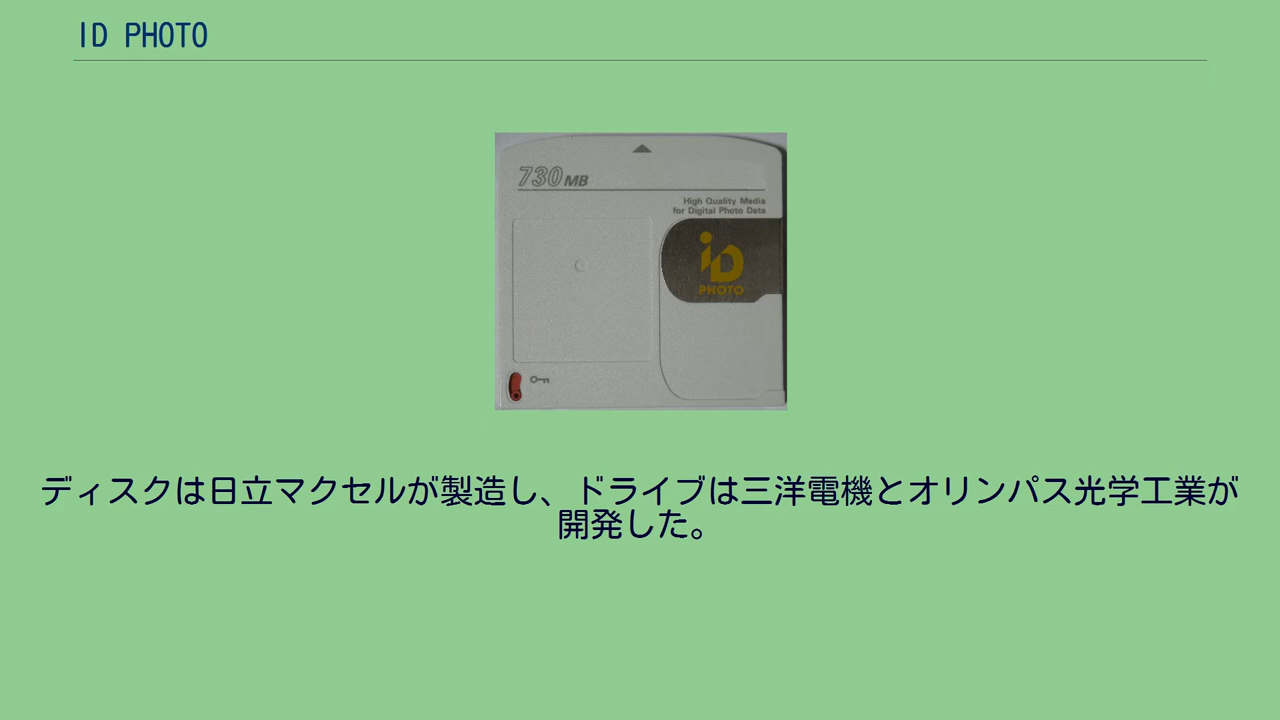 ID PHOTO
730MB
High Quality Media
for Digital Photo Data
iD
PHOTO
ディスクは日立マクセルが製造し、ドライブは三洋電機とオリンパス光学工業が
開発した。